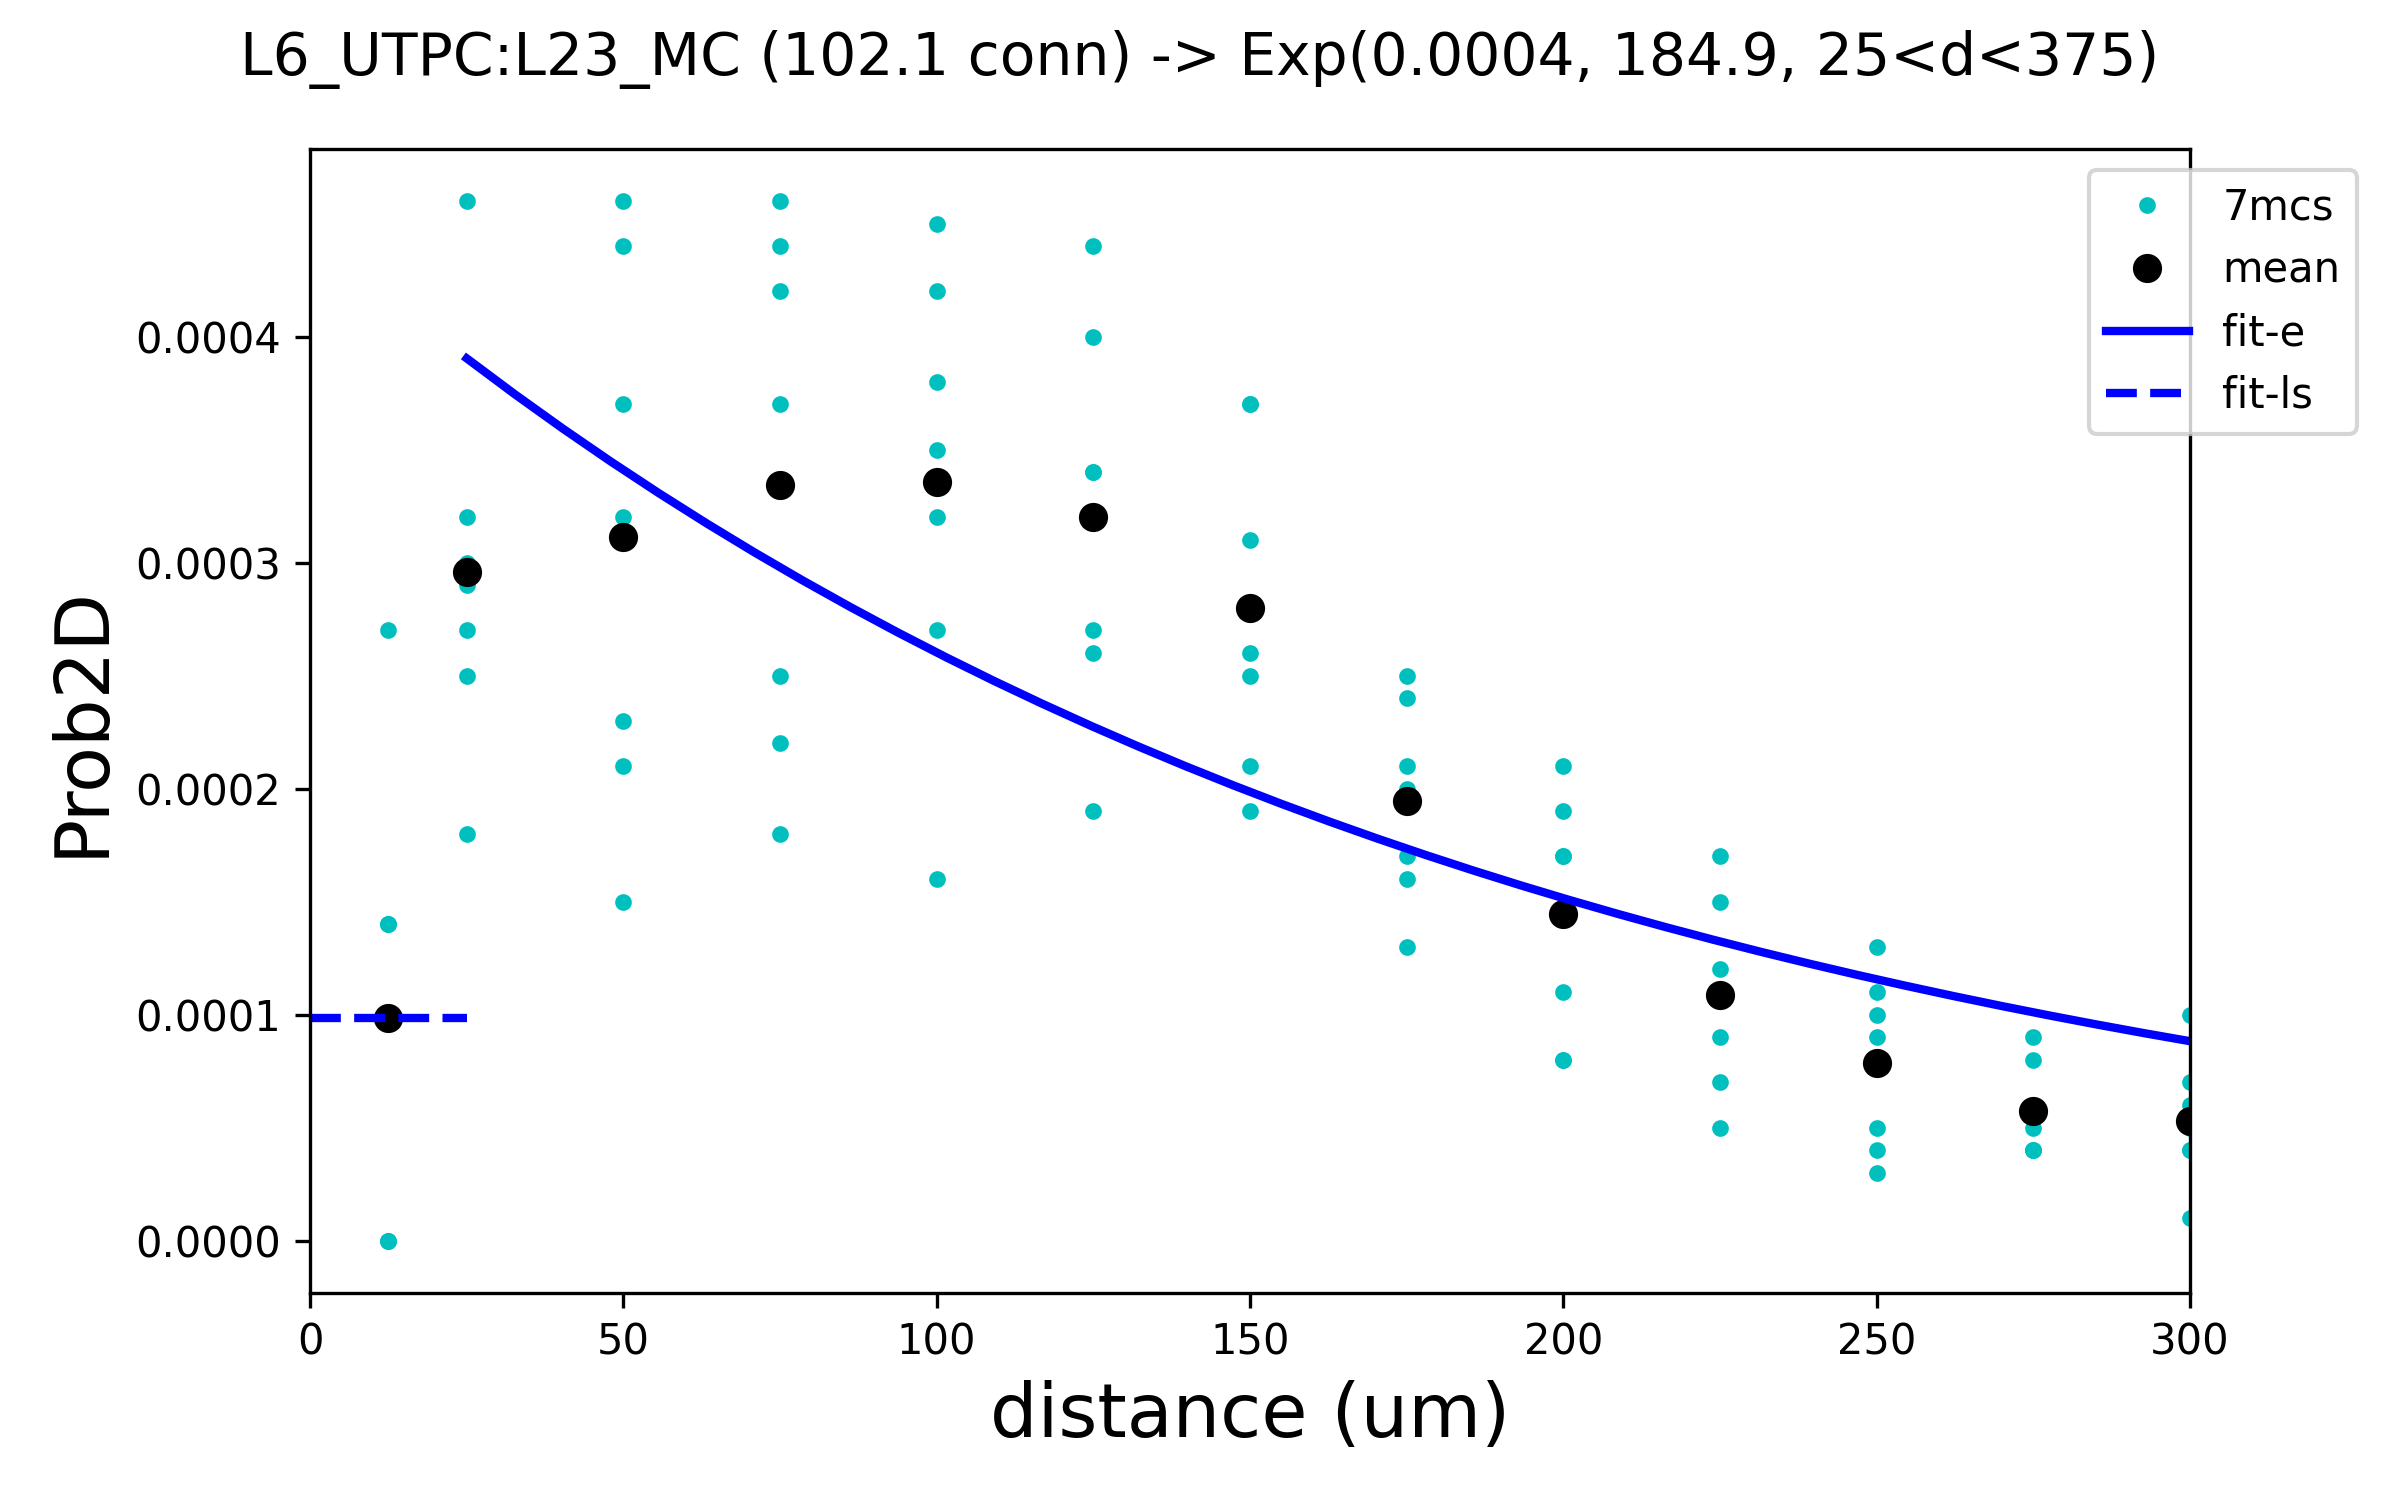 L6_UTPC:L23_MC (102.1 conn) -> Exp(0.0004, 184.9, 25<d<375)
7mcs
mean
fit-e
fit-ls
Prob2D
0.0004
0.0003
0.0002
0.0001
0.0000
0 50 100 150 200 250 300
distance (um)